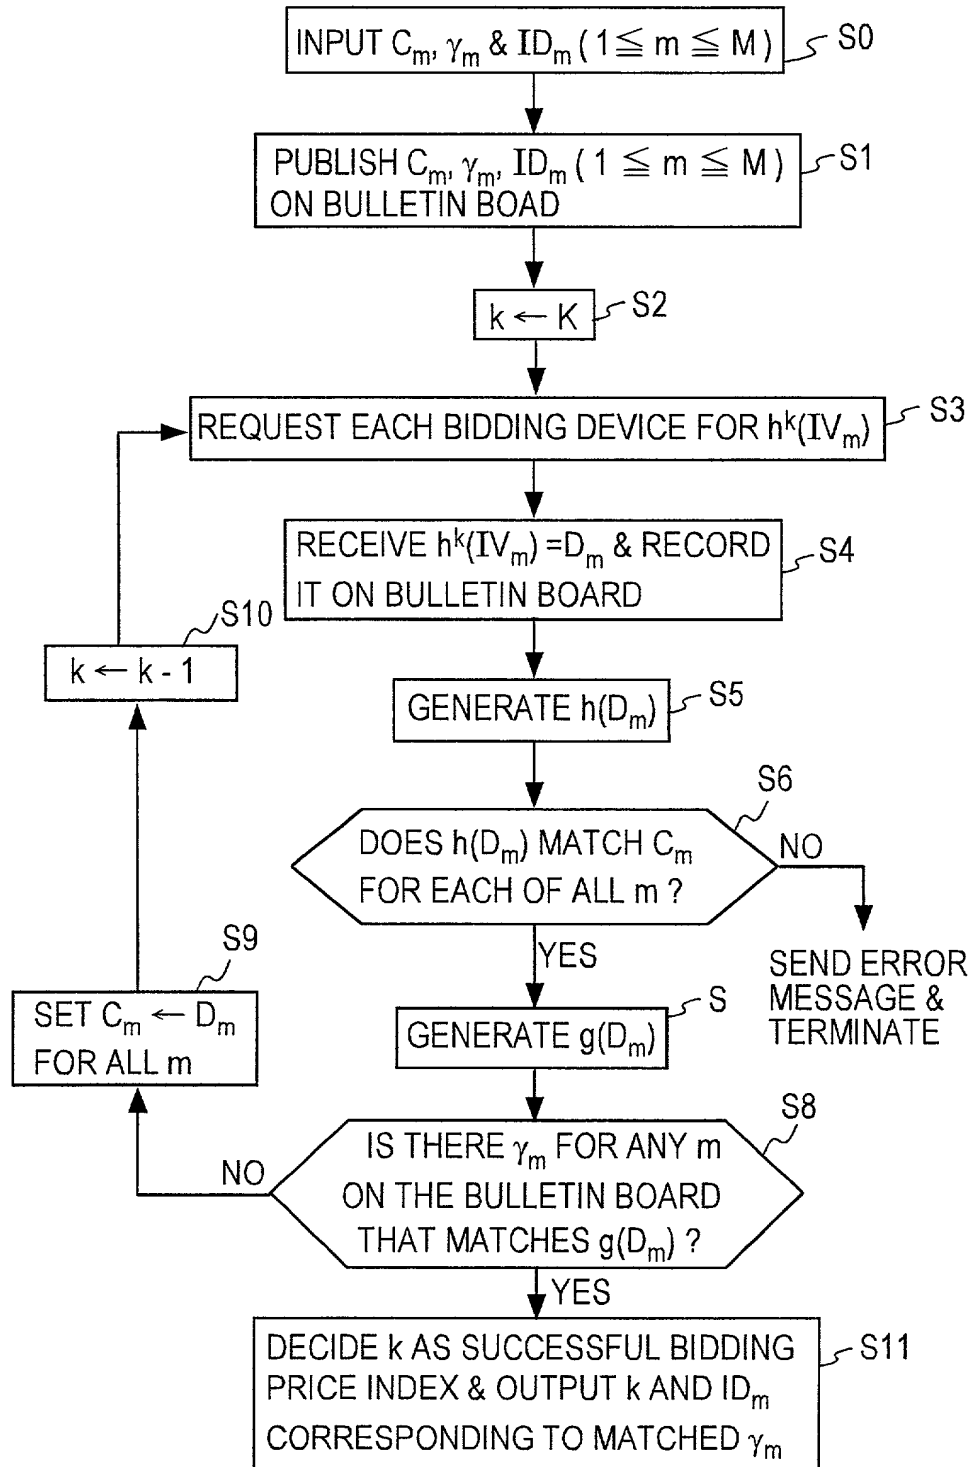 INPUT Cm, γm & IDm ( 1 ≦ m ≦ M )
S0
PUBLISH Cm, γm, IDm ( 1 ≦ m ≦ M )
ON BULLETIN BOAD
S1
k ← K
S2
REQUEST EACH BIDDING DEVICE FOR h^k(IVm)
S3
RECEIVE h^k(IVm) =Dm & RECORD
IT ON BULLETIN BOARD
S4
S10
k ← k - 1
GENERATE h(Dm)
S5
S6
DOES h(Dm) MATCH Cm
FOR EACH OF ALL m ?
NO
YES
SEND ERROR
MESSAGE &
TERMINATE
S9
SET Cm ← Dm
FOR ALL m
GENERATE g(Dm)
S
S8
IS THERE γm FOR ANY m
ON THE BULLETIN BOARD
THAT MATCHES g(Dm) ?
NO
YES
DECIDE k AS SUCCESSFUL BIDDING
PRICE INDEX & OUTPUT k AND IDm
CORRESPONDING TO MATCHED γm
S11